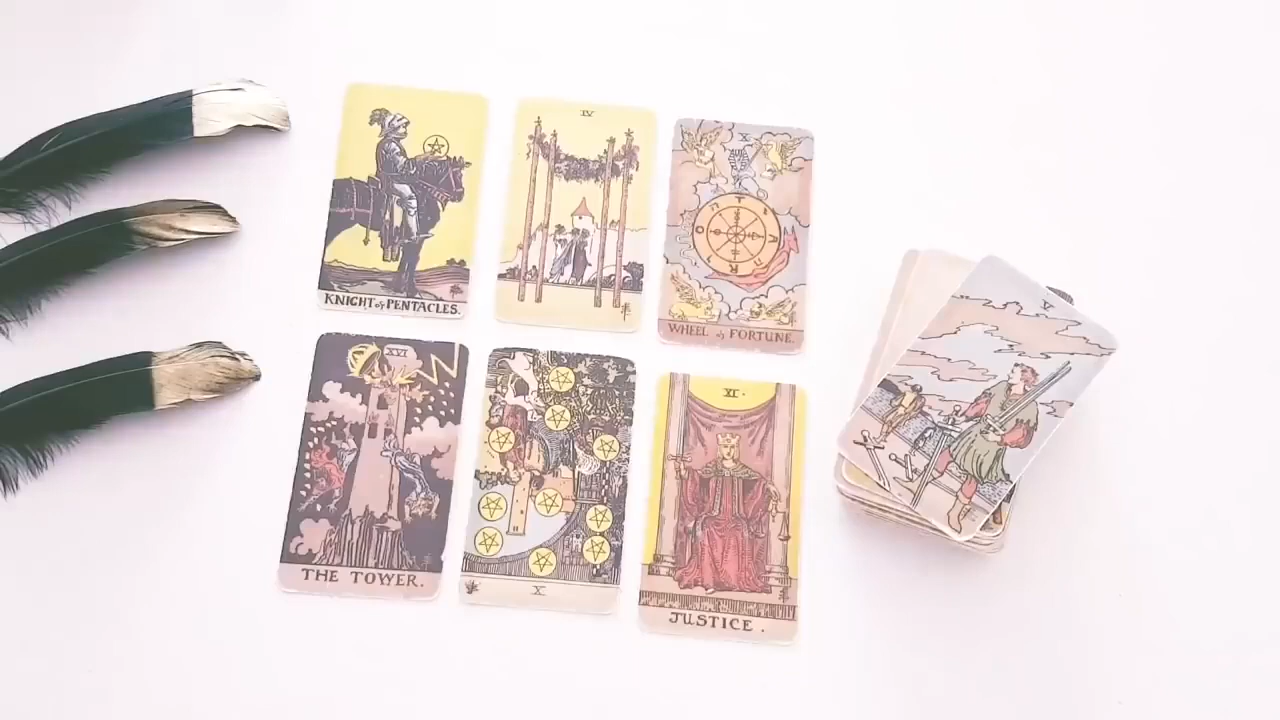 IV
X
KNIGHT of PENTACLES.
WHEEL of FORTUNE.
V
XVI
XI.
THE TOWER.
X
JUSTICE.